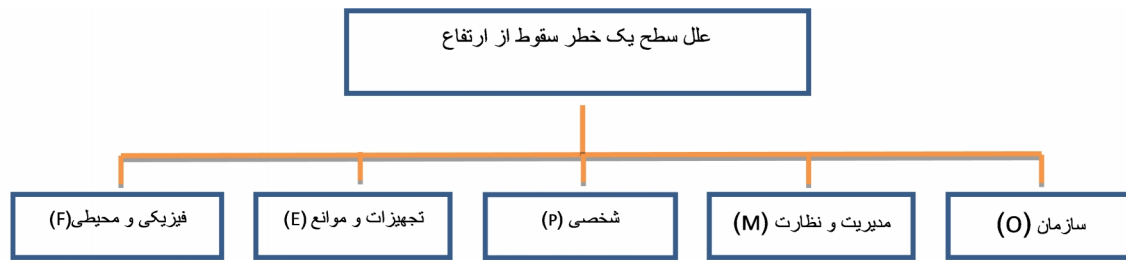 علل سطح یک خطر سقوط از ارتفاع
سازمان (O)
مدیریت و نظارت (M)
شخصی (P)
تجهیزات و موانع (E)
فیزیکی و محیطی(F)